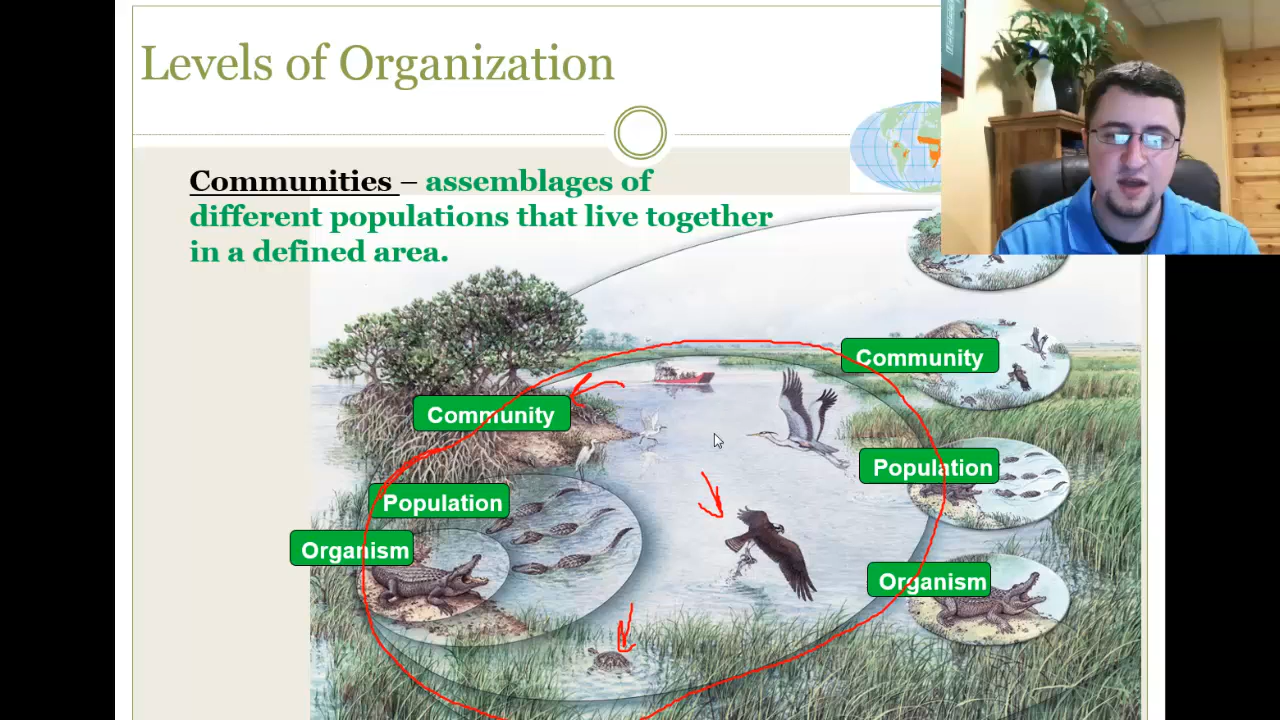 Levels of Organization
Communities – assemblages of
different populations that live together
in a defined area.
Community
Community
Population
Population
Organism
Organism